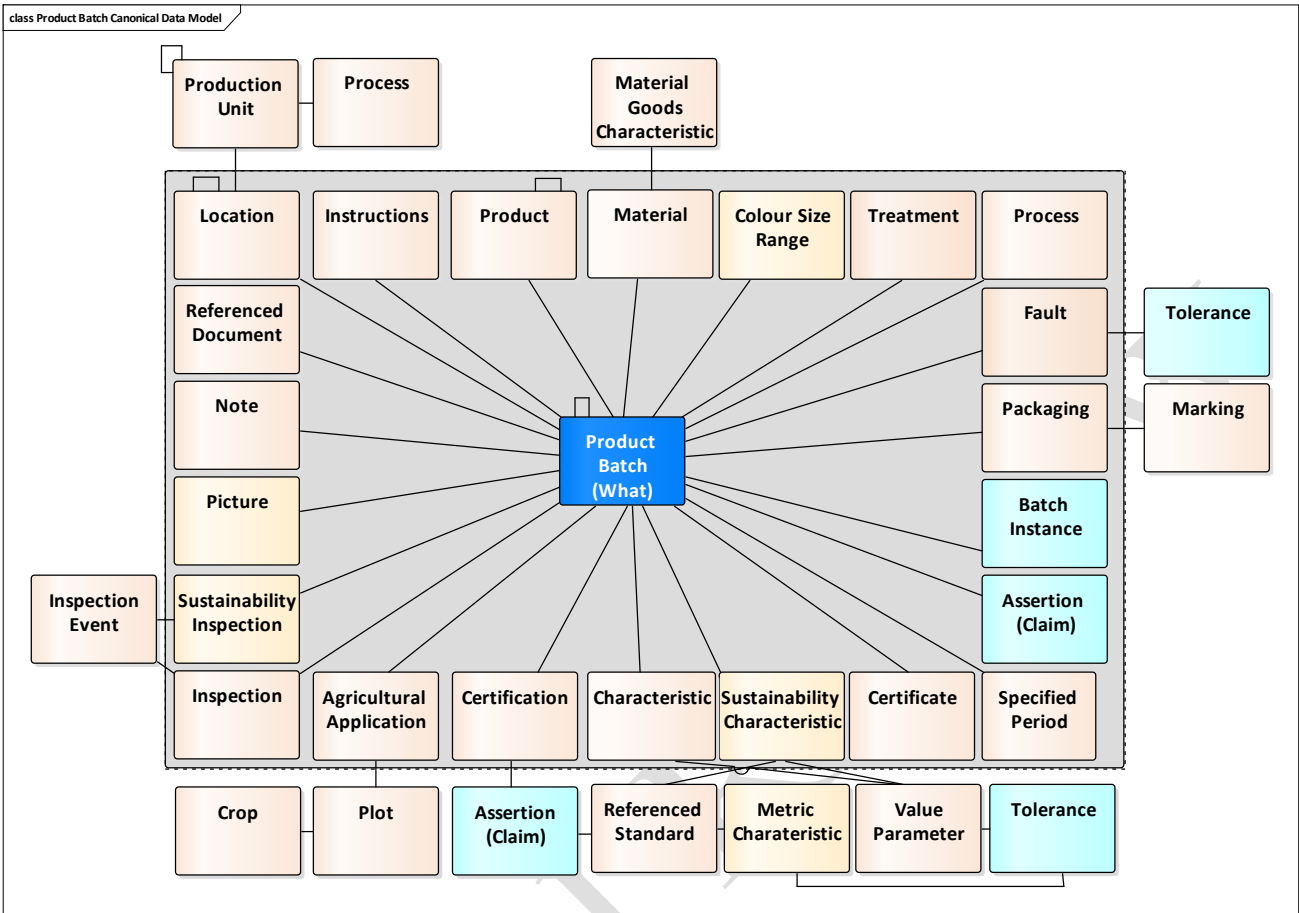 class Product Batch Canonical Data Model
Production
Unit
Process
Material
Goods
Characteristic
Location
Instructions
Product
Material
Colour Size
Range
Treatment
Process
Referenced
Document
Fault
Tolerance
Note
Packaging
Marking
Product
Batch
(What)
Picture
Batch
Instance
Inspection
Event
Sustainability
Inspection
Assertion
(Claim)
Inspection
Agricultural
Application
Certification
Characteristic
Sustainability
Characteristic
Certificate
Specified
Period
Crop
Plot
Assertion
(Claim)
Referenced
Standard
Metric
Charateristic
Value
Parameter
Tolerance